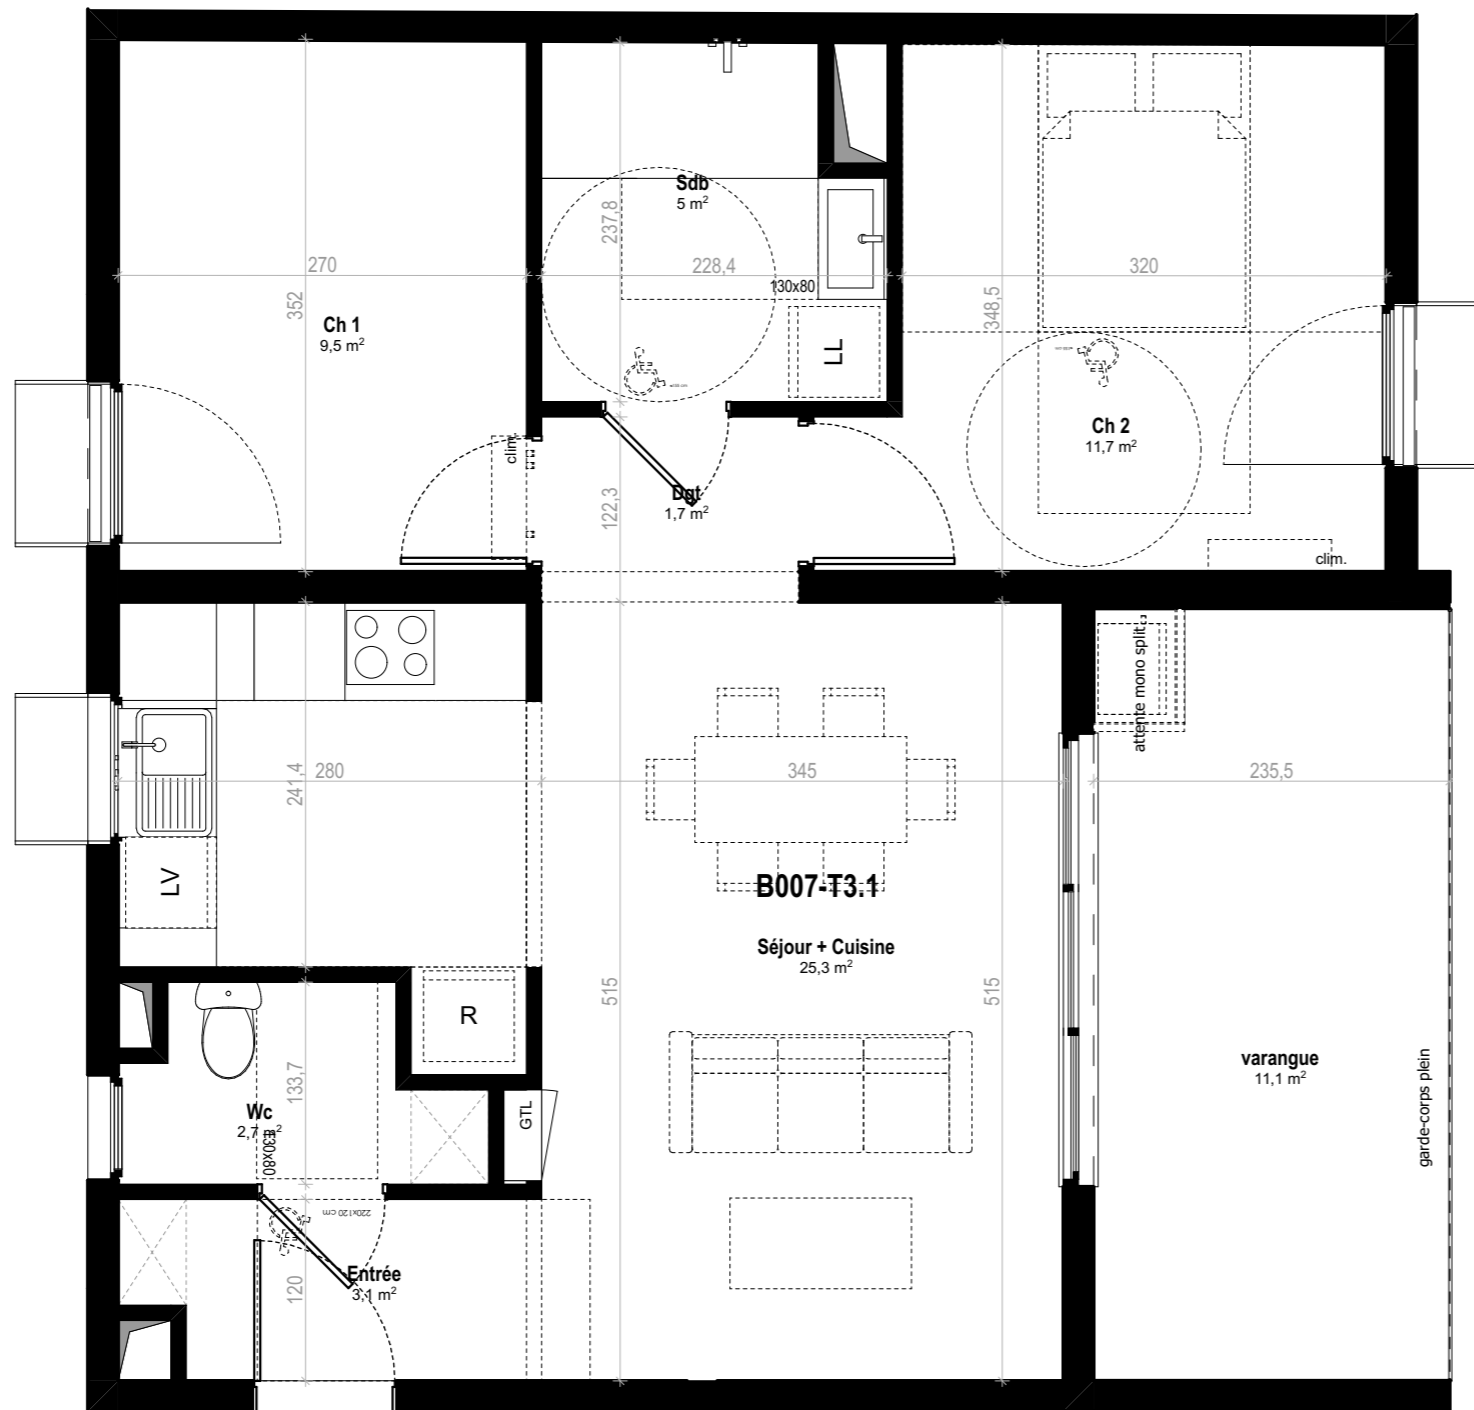 Sdb
5 m²
237,8
270
228,4
130x80
320
352
348,5
Ch 1
9,5 m²
LL
Ch 2
11,7 m²
clim.
Dgt
1,7 m²
122,3
clim.
attente mono split.
241,4
280
345
235,5
LV
B007-T3.1
Séjour + Cuisine
25,3 m²
515
515
R
varangue
11,1 m²
garde-corps plein
133,7
Wc
2,7 m²
130x80
GTL
220x120 cm
Entrée
3,1 m²
120